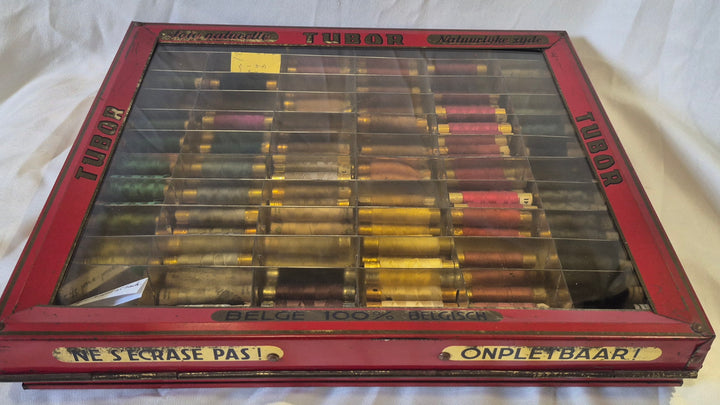 Soie naturelle TUBOR Natuurlijke zijde
TUBOR
TUBOR
BELGE 100% BELGISCH
NE S'ECRASE PAS!
ONPLETBAAR!